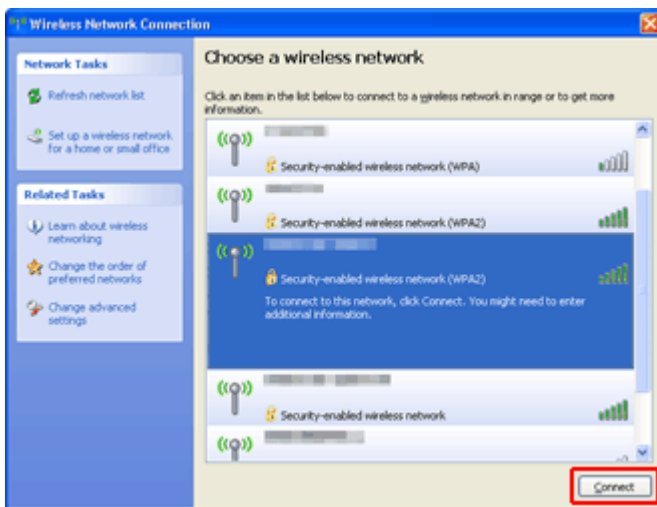 Wireless Network Connection
Network Tasks
Refresh network list
Set up a wireless network
for a home or small office
Related Tasks
Learn about wireless
networking
Change the order of
preferred networks
Change advanced
settings
Choose a wireless network
Click an item in the list below to connect to a wireless network in range or to get more
information.
Security-enabled wireless network (WPA)
Security-enabled wireless network (WPA2)
Security-enabled wireless network (WPA2)
To connect to this network, click Connect. You might need to enter
additional information.
Security-enabled wireless network
Connect